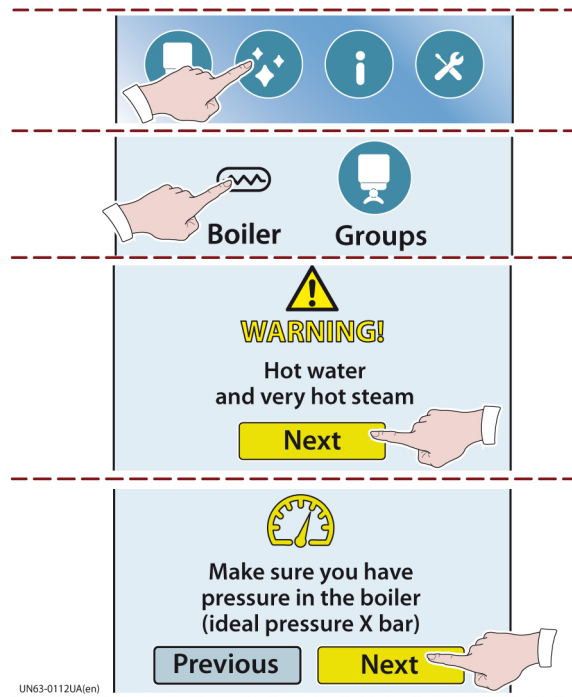 Boiler
Groups
WARNING!
Hot water
and very hot steam
Next
Make sure you have
pressure in the boiler
(ideal pressure X bar)
Previous
Next
UN63-0112UA(en)